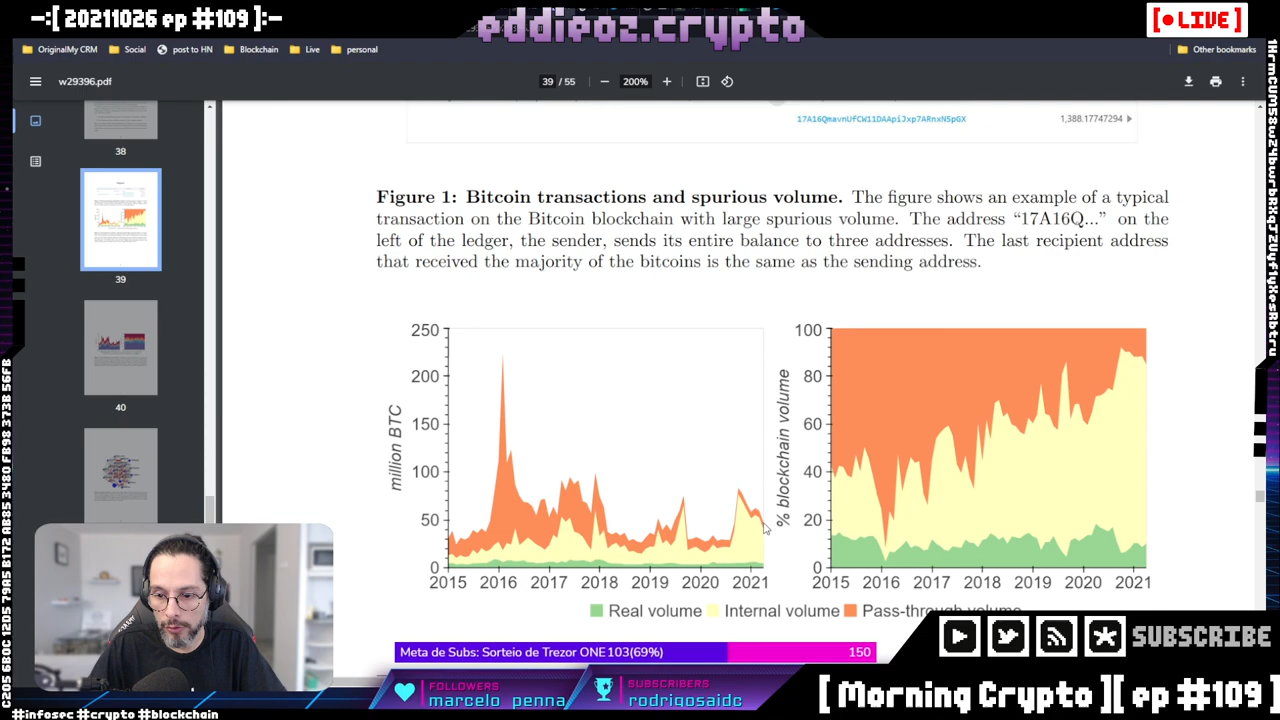 -:[ 20211026 ep #109 ]:-
eddieoz.crypto
[● LIVE]
OriginalMy CRM
Social
post to HN
Blockchain
Live
personal
Other bookmarks
w29396.pdf
39 / 55
200%
38
39
40
1,388.17747294
Figure 1: Bitcoin transactions and spurious volume. The figure shows an example of a typical
transaction on the Bitcoin blockchain with large spurious volume. The address “17A16Q...” on the
left of the ledger, the sender, sends its entire balance to three addresses. The last recipient address
that received the majority of the bitcoins is the same as the sending address.
250
200
150
100
50
0
million BTC
2015 2016 2017 2018 2019 2020 2021
100
80
60
40
20
0
% blockchain volume
2015 2016 2017 2018 2019 2020 2021
Real volume
Internal volume
Pass-through volume
Meta de Subs: Sorteio de Trezor ONE 103(69%)
150
SUBSCRIBE
FOLLOWERS
marcelo_penna_
SUBSCRIBERS
rodrigosaidc
[ Morning Crypto ][ ep #109 ]
#infosec #crypto #blockchain